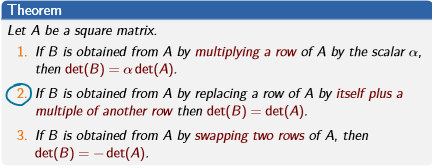 Theorem
Let A be a square matrix.
1. If B is obtained from A by multiplying a row of A by the scalar α,
then det(B) = α det(A).
2. If B is obtained from A by replacing a row of A by itself plus a
multiple of another row then det(B) = det(A).
3. If B is obtained from A by swapping two rows of A, then
det(B) = − det(A).